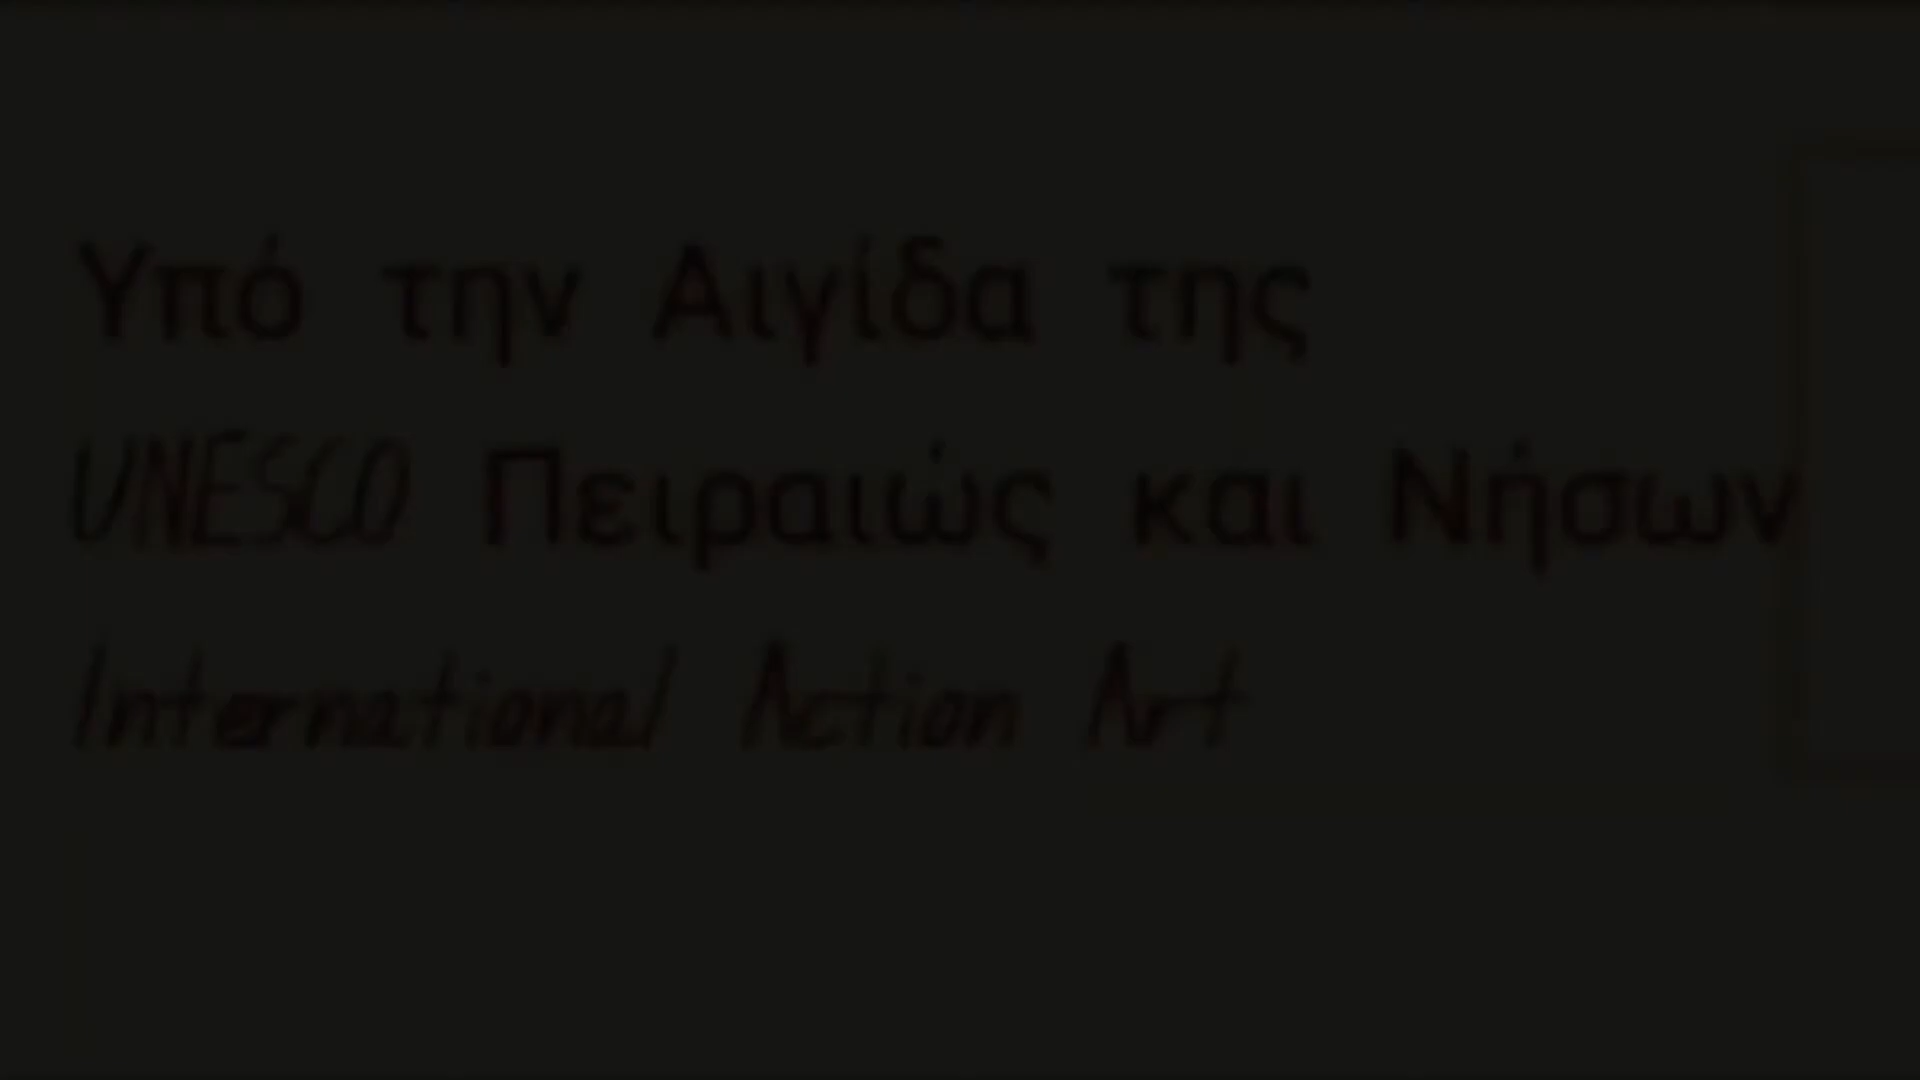 Υπό την Αιγίδα της
UNESCO Πειραιώς και Νήσων
International Action Art